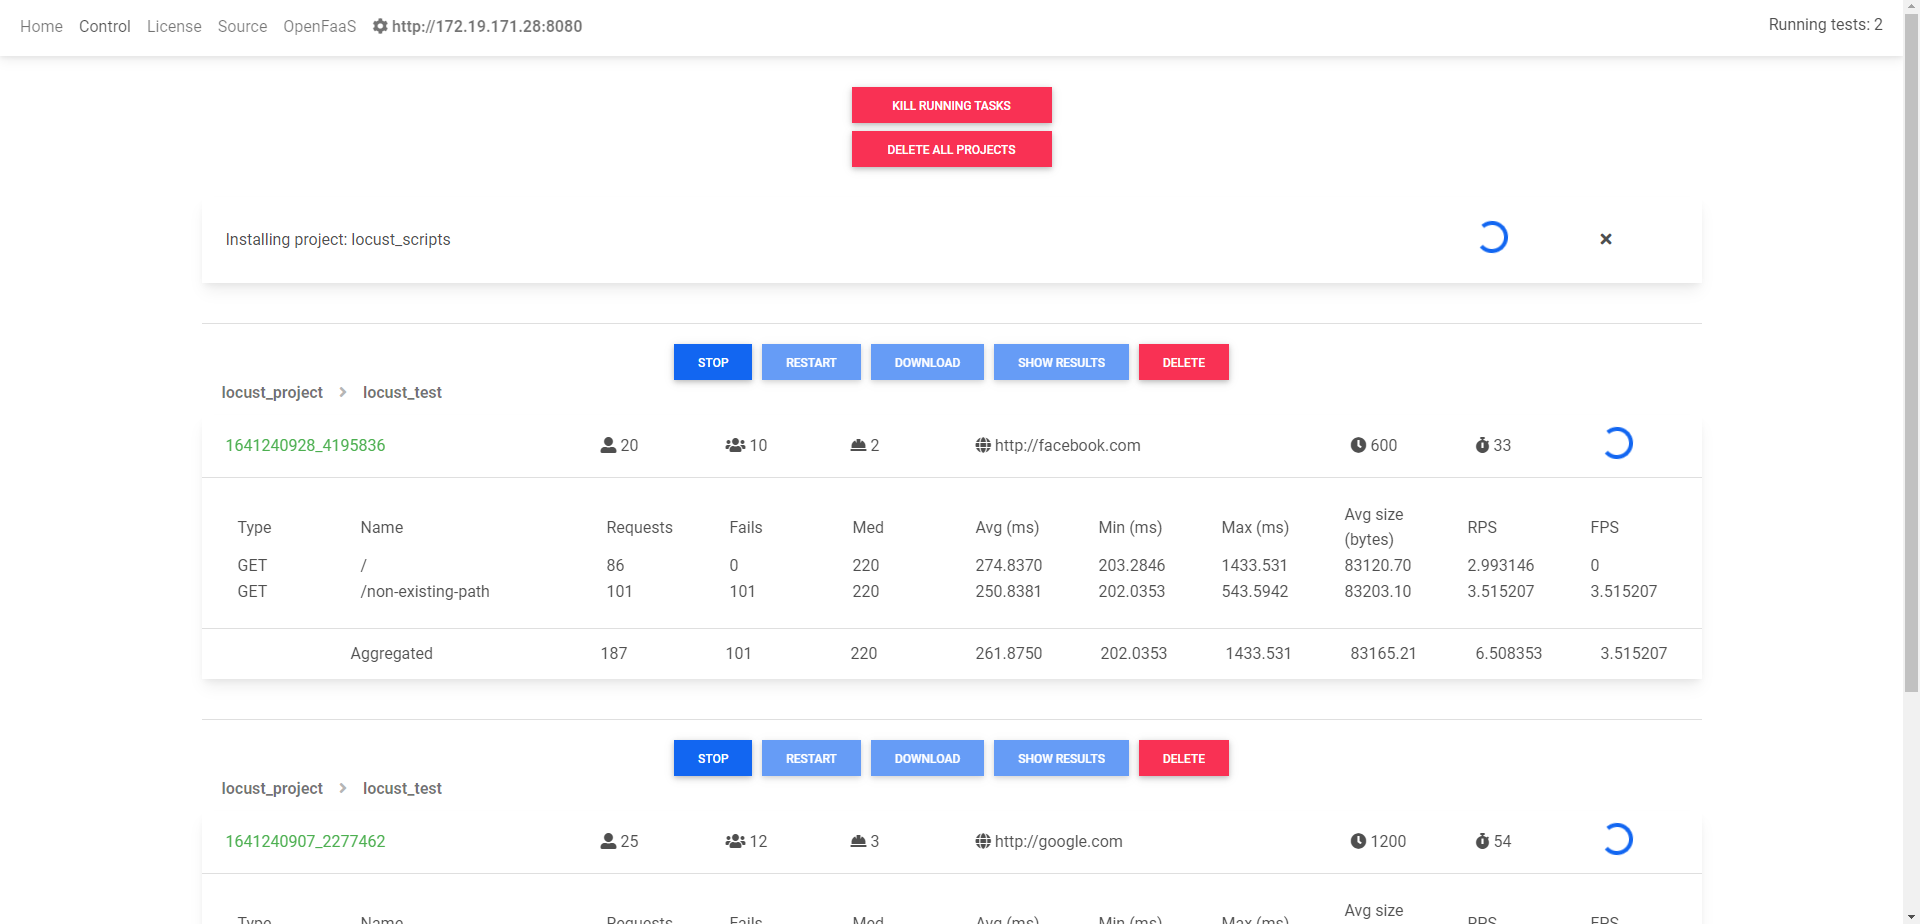 Home Control License Source OpenFaaS http://172.19.171.28:8080 Running tests: 2
KILL RUNNING TASKS
DELETE ALL PROJECTS
Installing project: locust_scripts
STOP RESTART DOWNLOAD SHOW RESULTS DELETE
locust_project locust_test
1641240928_4195836 20 10 2 http://facebook.com 600 33
Type Name Requests Fails Med Avg (ms) Min (ms) Max (ms) Avg size (bytes) RPS FPS
GET / 86 0 220 274.8370 203.2846 1433.531 83120.70 2.993146 0
GET /non-existing-path 101 101 220 250.8381 202.0353 543.5942 83203.10 3.515207 3.515207
Aggregated 187 101 220 261.8750 202.0353 1433.531 83165.21 6.508353 3.515207
STOP RESTART DOWNLOAD SHOW RESULTS DELETE
locust_project locust_test
1641240907_2277462 25 12 3 http://google.com 1200 54
Type Name Requests Fails Med Avg (ms) Min (ms) Max (ms) Avg size RPS FPS